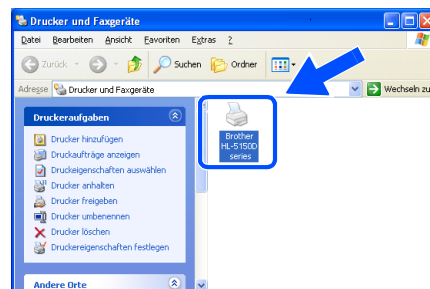 Drucker und Faxgeräte
Datei Bearbeiten Ansicht Favoriten Extras ?
Zurück Suchen Ordner
Adresse Drucker und Faxgeräte Wechseln zu
Druckeraufgaben
Drucker hinzufügen
Druckaufträge anzeigen
Druckeigenschaften auswählen
Drucker anhalten
Drucker freigeben
Drucker umbenennen
Drucker löschen
Druckereigenschaften festlegen
Andere Orte
Brother
HL-5150D
series